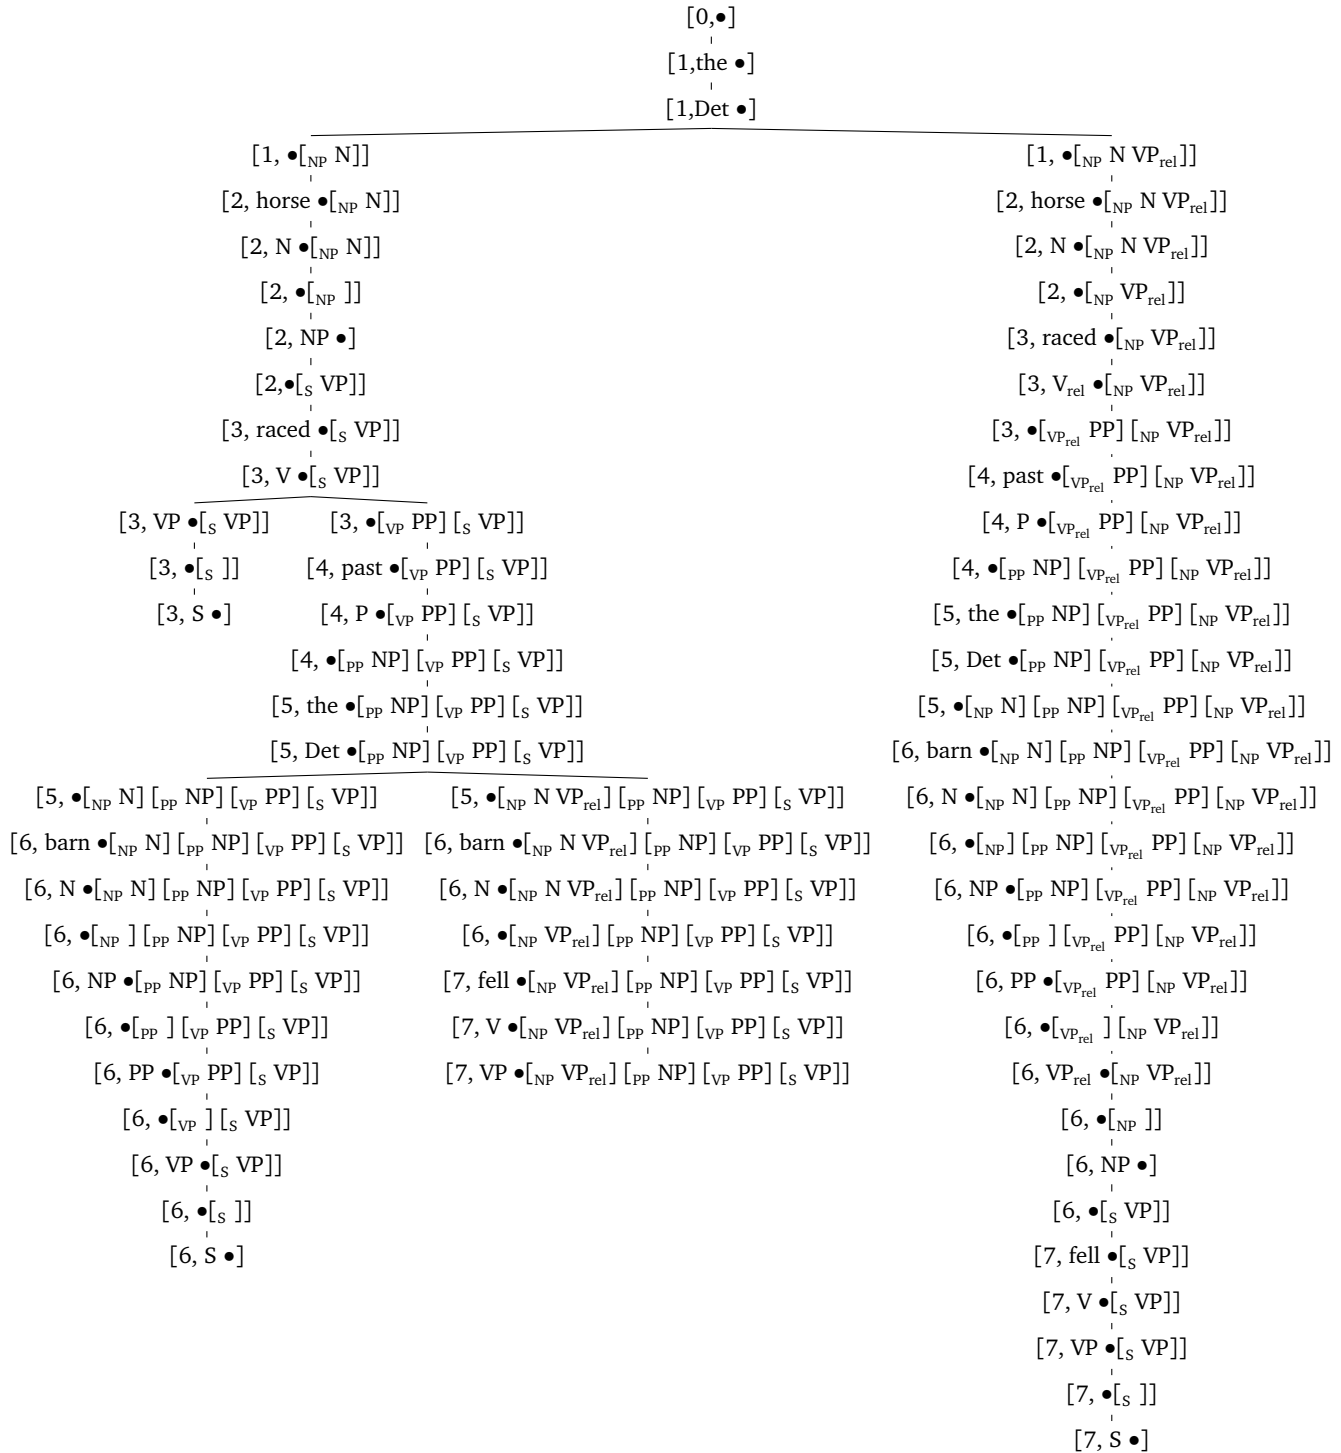 [0,●]
[1,the ●]
[1,Det ●]
[1, ●[NP N]] [1, ●[NP N VPrel]]
[2, horse ●[NP N]] [2, horse ●[NP N VPrel]]
[2, N ●[NP N]] [2, N ●[NP N VPrel]]
[2, ●[NP ]] [2, ●[NP VPrel]]
[2, NP ●] [3, raced ●[NP VPrel]]
[2,●[S VP]] [3, Vrel ●[NP VPrel]]
[3, raced ●[S VP]] [3, ●[VPrel PP] [NP VPrel]]
[3, V ●[S VP]] [4, past ●[VPrel PP] [NP VPrel]]
[3, VP ●[S VP]] [3, ●[VP PP] [S VP]] [4, P ●[VPrel PP] [NP VPrel]]
[3, ●[S ]] [4, past ●[VP PP] [S VP]] [4, ●[PP NP] [VPrel PP] [NP VPrel]]
[3, S ●] [4, P ●[VP PP] [S VP]] [5, the ●[PP NP] [VPrel PP] [NP VPrel]]
[4, ●[PP NP] [VP PP] [S VP]] [5, Det ●[PP NP] [VPrel PP] [NP VPrel]]
[5, the ●[PP NP] [VP PP] [S VP]] [5, ●[NP N] [PP NP] [VPrel PP] [NP VPrel]]
[5, Det ●[PP NP] [VP PP] [S VP]] [6, barn ●[NP N] [PP NP] [VPrel PP] [NP VPrel]]
[5, ●[NP N] [PP NP] [VP PP] [S VP]] [5, ●[NP N VPrel] [PP NP] [VP PP] [S VP]] [6, N ●[NP N] [PP NP] [VPrel PP] [NP VPrel]]
[6, barn ●[NP N] [PP NP] [VP PP] [S VP]] [6, barn ●[NP N VPrel] [PP NP] [VP PP] [S VP]] [6, ●[NP] [PP NP] [VPrel PP] [NP VPrel]]
[6, N ●[NP N] [PP NP] [VP PP] [S VP]] [6, N ●[NP N VPrel] [PP NP] [VP PP] [S VP]] [6, NP ●[PP NP] [VPrel PP] [NP VPrel]]
[6, ●[NP ] [PP NP] [VP PP] [S VP]] [6, ●[NP VPrel] [PP NP] [VP PP] [S VP]] [6, ●[PP ] [VPrel PP] [NP VPrel]]
[6, NP ●[PP NP] [VP PP] [S VP]] [7, fell ●[NP VPrel] [PP NP] [VP PP] [S VP]] [6, PP ●[VPrel PP] [NP VPrel]]
[6, ●[PP ] [VP PP] [S VP]] [7, V ●[NP VPrel] [PP NP] [VP PP] [S VP]] [6, ●[VPrel ] [NP VPrel]]
[6, PP ●[VP PP] [S VP]] [7, VP ●[NP VPrel] [PP NP] [VP PP] [S VP]] [6, VPrel ●[NP VPrel]]
[6, ●[VP ] [S VP]] [6, ●[NP ]]
[6, VP ●[S VP]] [6, NP ●]
[6, ●[S ]] [6, ●[S VP]]
[6, S ●] [7, fell ●[S VP]]
[7, V ●[S VP]]
[7, VP ●[S VP]]
[7, ●[S ]]
[7, S ●]